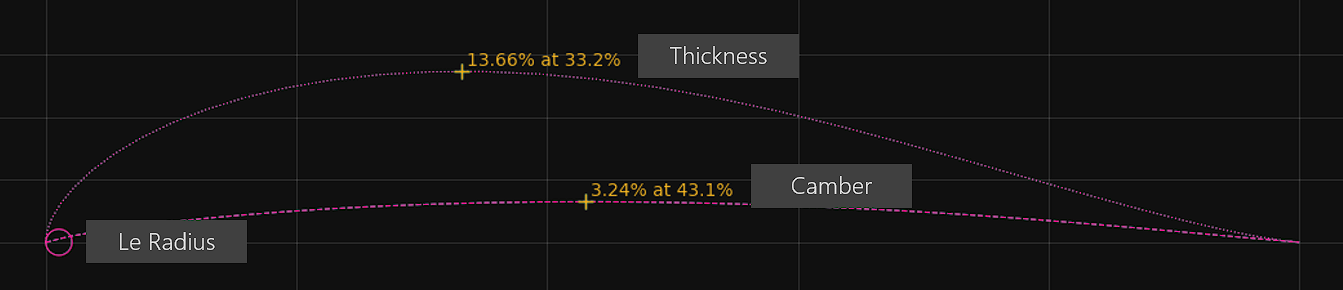 13.66% at 33.2%
Thickness
3.24% at 43.1%
Camber
Le Radius